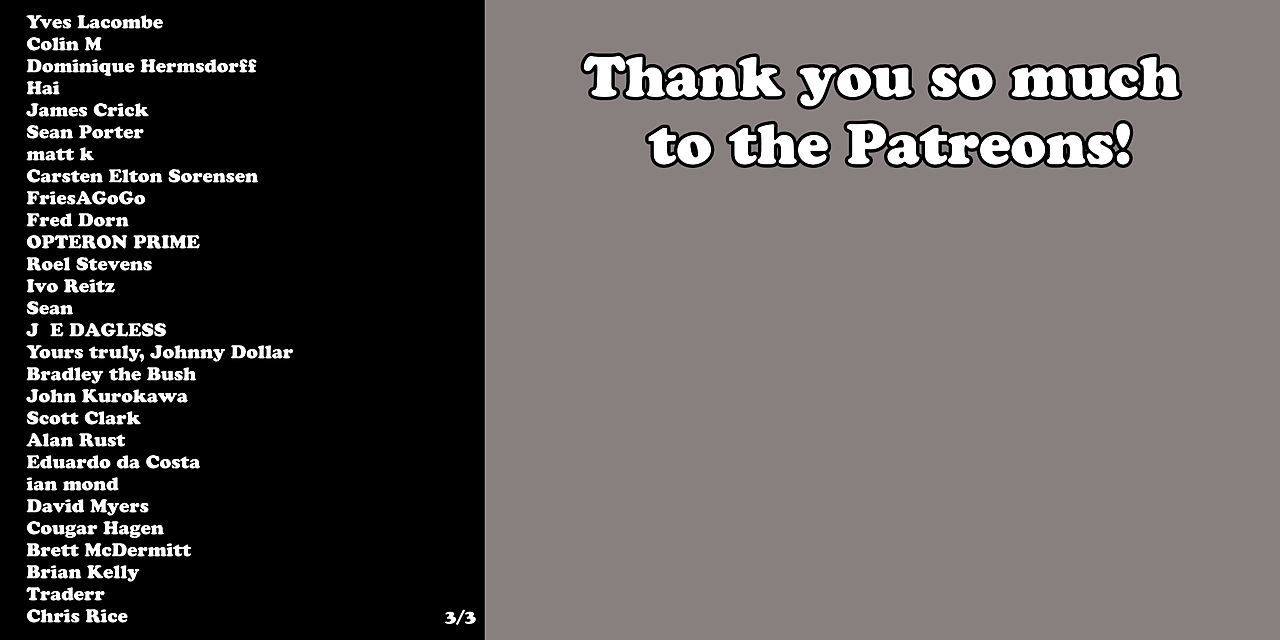 Yves Lacombe
Colin M
Dominique Hermsdorff
Hai
James Crick
Sean Porter
matt k
Carsten Elton Sorensen
FriesAGoGo
Fred Dorn
OPTERON PRIME
Roel Stevens
Ivo Reitz
Sean
J  E DAGLESS
Yours truly, Johnny Dollar
Bradley the Bush
John Kurokawa
Scott Clark
Alan Rust
Eduardo da Costa
ian mond
David Myers
Cougar Hagen
Brett McDermitt
Brian Kelly
Traderr
Chris Rice
3/3
Thank you so much
to the Patreons!